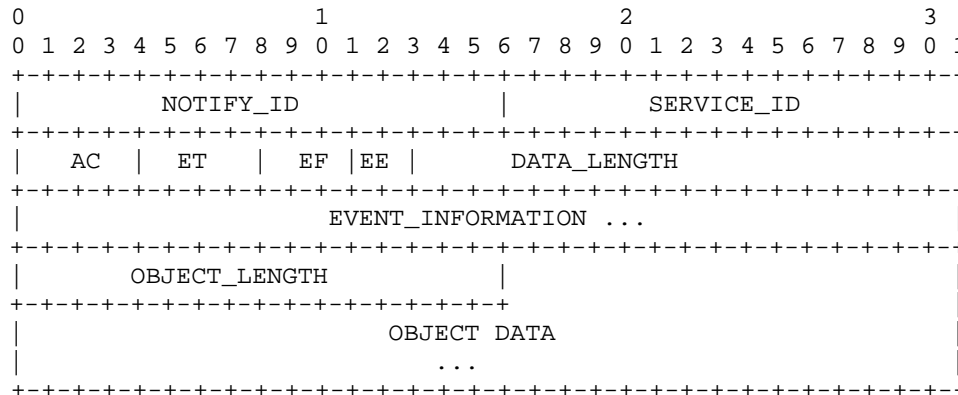 0                   1                   2                   3
0 1 2 3 4 5 6 7 8 9 0 1 2 3 4 5 6 7 8 9 0 1 2 3 4 5 6 7 8 9 0 1
+-+-+-+-+-+-+-+-+-+-+-+-+-+-+-+-+-+-+-+-+-+-+-+-+-+-+-+-+-+-+-+-
|         NOTIFY_ID             |         SERVICE_ID
+-+-+-+-+-+-+-+-+-+-+-+-+-+-+-+-+-+-+-+-+-+-+-+-+-+-+-+-+-+-+-+-
|   AC  |  ET   |  EF |EE |      DATA_LENGTH
+-+-+-+-+-+-+-+-+-+-+-+-+-+-+-+-+-+-+-+-+-+-+-+-+-+-+-+-+-+-+-+-
|                    EVENT_INFORMATION ...                    |
+-+-+-+-+-+-+-+-+-+-+-+-+-+-+-+-+-+-+-+-+-+-+-+-+-+-+-+-+-+-+-+-
|       OBJECT_LENGTH           |                             |
+-+-+-+-+-+-+-+-+-+-+-+-+-+-+-+-+                             |
|                        OBJECT DATA                          |
|                           ...                               |
+-+-+-+-+-+-+-+-+-+-+-+-+-+-+-+-+-+-+-+-+-+-+-+-+-+-+-+-+-+-+-+-